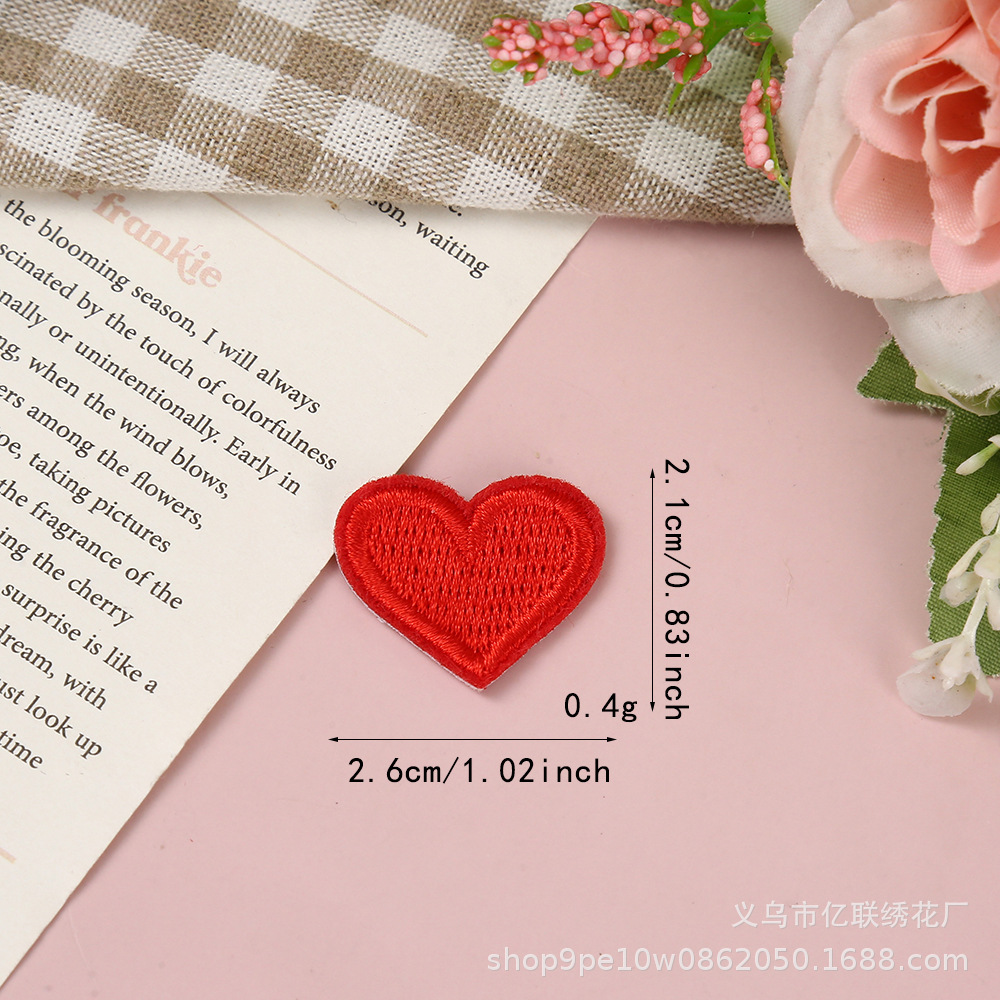 frankie
son, waiting
the blooming season, I will always
scinated by the touch of colorfulness
nally or unintentionally. Early in
ng, when the wind blows,
ers among the flowers,
oe, taking pictures
the fragrance of the
ing the cherry
surprise is like a
dream, with
ust look up
time
2.1cm/0.83inch
0.4g
2.6cm/1.02inch
义乌市亿联绣花厂
shop9pe10w0862050.1688.com